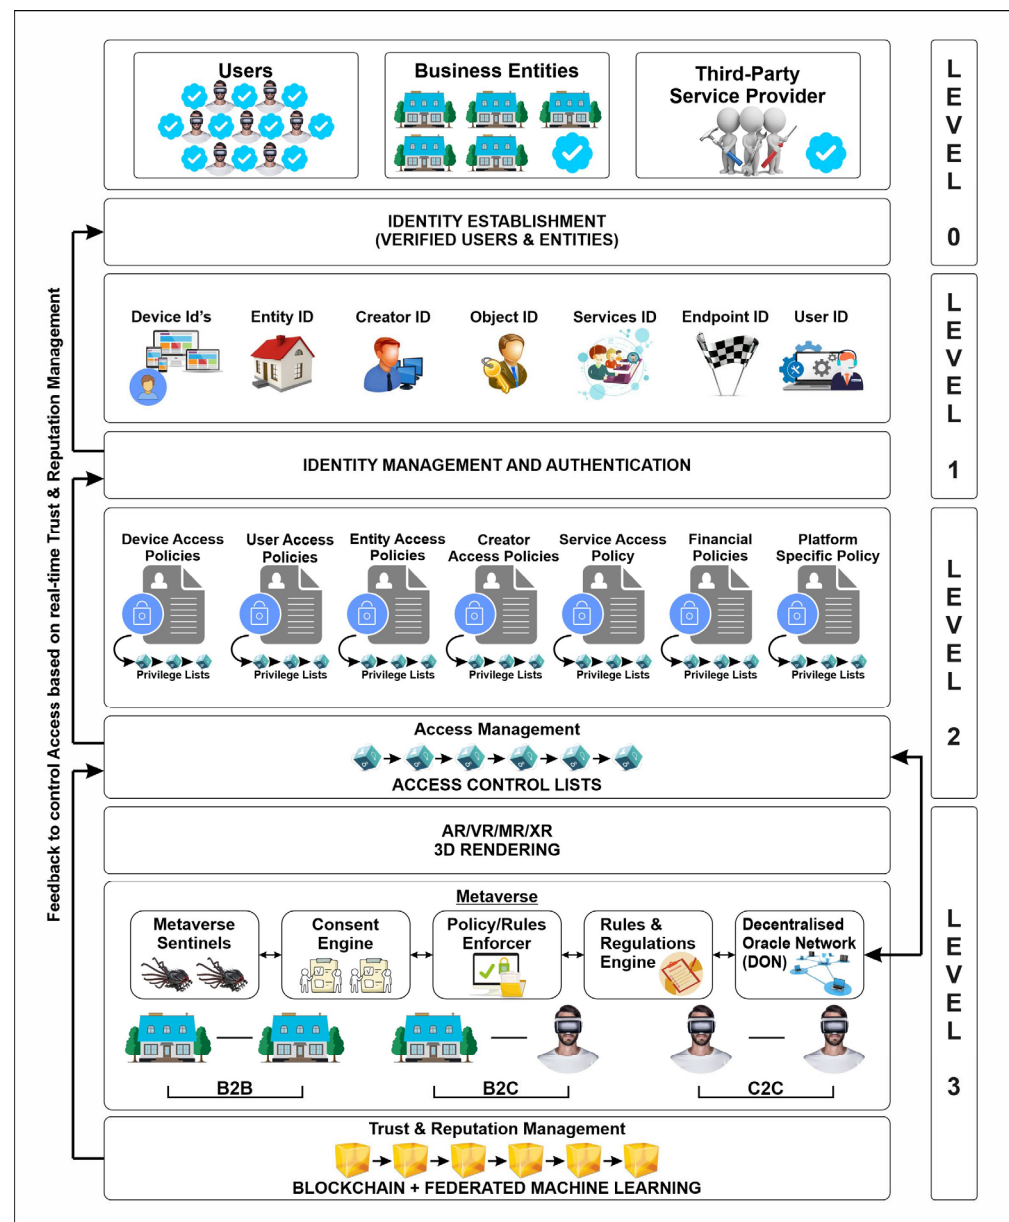 Users
Business Entities
Third-Party
Service Provider
IDENTITY ESTABLISHMENT
(VERIFIED USERS & ENTITIES)
LEVEL 0
Device Id's
Entity ID
Creator ID
Object ID
Services ID
Endpoint ID
User ID
IDENTITY MANAGEMENT AND AUTHENTICATION
LEVEL 1
Device Access
Policies
User Access
Policies
Entity Access
Policies
Creator
Access Policies
Service Access
Policy
Financial
Policies
Platform
Specific Policy
Privilege Lists
Privilege Lists
Privilege Lists
Privilege Lists
Privilege Lists
Privilege Lists
Privilege Lists
Access Management
ACCESS CONTROL LISTS
LEVEL 2
AR/VR/MR/XR
3D RENDERING
Metaverse
Metaverse
Sentinels
Consent
Engine
Policy/Rules
Enforcer
Rules &
Regulations
Engine
Decentralised
Oracle Network
(DON)
B2B
B2C
C2C
Trust & Reputation Management
BLOCKCHAIN + FEDERATED MACHINE LEARNING
LEVEL 3
Feedback to control Access based on real-time Trust & Reputation Management